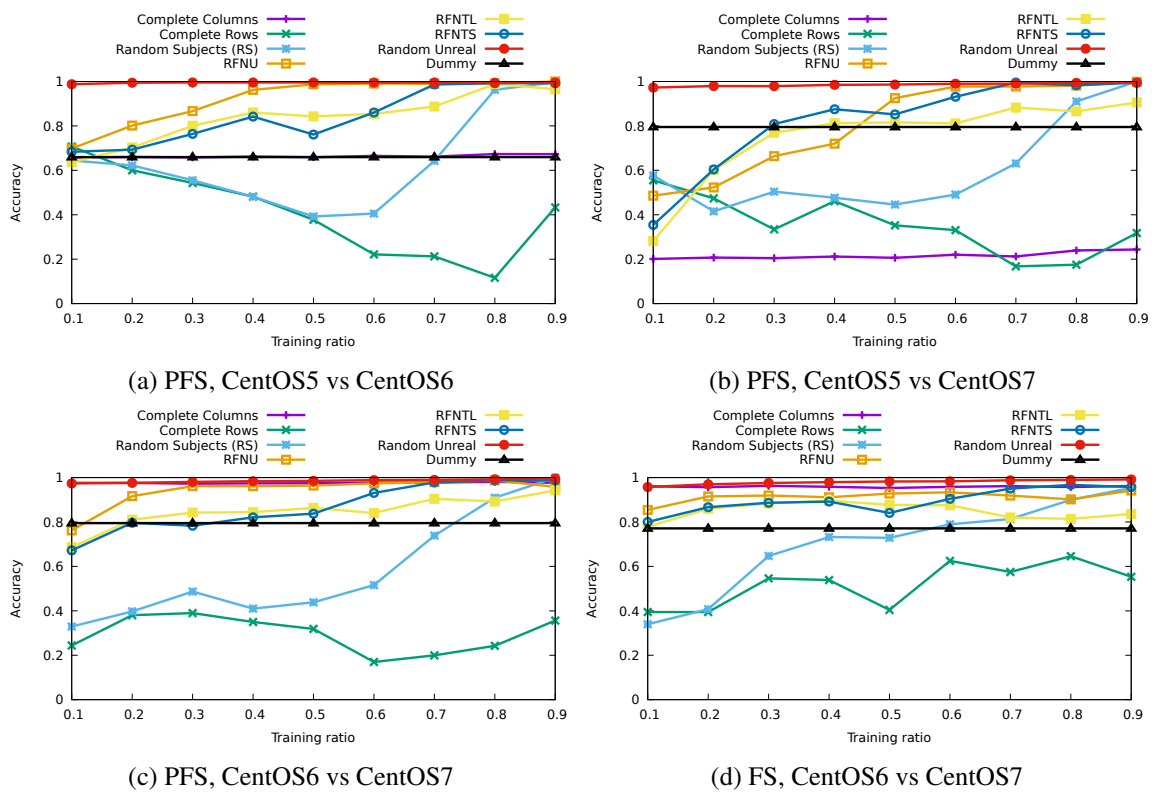 Complete Columns
Complete Rows
Random Subjects (RS)
RFNU
RFNTL
RFNTS
Random Unreal
Dummy
1
0.8
0.6
0.4
0.2
0
Accuracy
0.1 0.2 0.3 0.4 0.5 0.6 0.7 0.8 0.9
Training ratio
(a) PFS, CentOS5 vs CentOS6
Complete Columns
Complete Rows
Random Subjects (RS)
RFNU
RFNTL
RFNTS
Random Unreal
Dummy
1
0.8
0.6
0.4
0.2
0
Accuracy
0.1 0.2 0.3 0.4 0.5 0.6 0.7 0.8 0.9
Training ratio
(b) PFS, CentOS5 vs CentOS7
Complete Columns
Complete Rows
Random Subjects (RS)
RFNU
RFNTL
RFNTS
Random Unreal
Dummy
1
0.8
0.6
0.4
0.2
0
Accuracy
0.1 0.2 0.3 0.4 0.5 0.6 0.7 0.8 0.9
Training ratio
(c) PFS, CentOS6 vs CentOS7
Complete Columns
Complete Rows
Random Subjects (RS)
RFNU
RFNTL
RFNTS
Random Unreal
Dummy
1
0.8
0.6
0.4
0.2
0
Accuracy
0.1 0.2 0.3 0.4 0.5 0.6 0.7 0.8 0.9
Training ratio
(d) FS, CentOS6 vs CentOS7